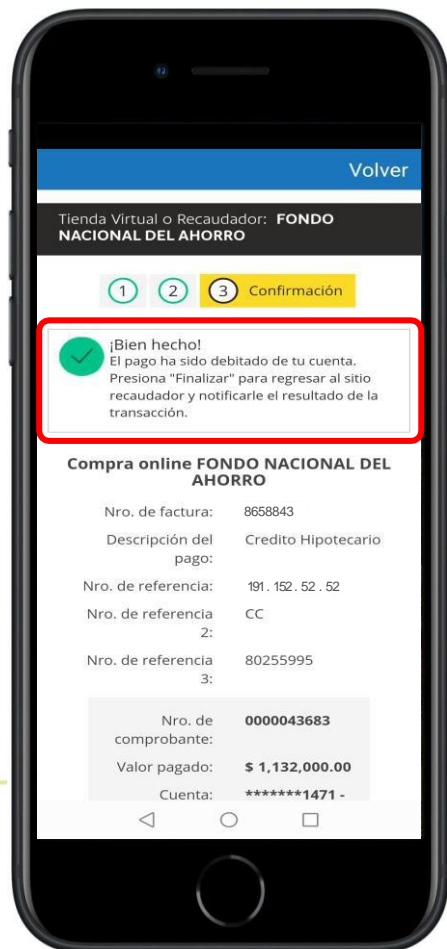 Volver
Tienda Virtual o Recaudador: FONDO
NACIONAL DEL AHORRO
1 2 3 Confirmación
¡Bien hecho!
El pago ha sido debitado de tu cuenta.
Presiona "Finalizar" para regresar al sitio
recaudador y notificarle el resultado de la
transacción.
Compra online FONDO NACIONAL DEL
AHORRO
Nro. de factura: 8658843
Descripción del Credito Hipotecario
pago:
Nro. de referencia: 191.152.52.52
Nro. de referencia CC
2:
Nro. de referencia 80255995
3:
Nro. de 0000043683
comprobante:
Valor pagado: $ 1,132,000.00
Cuenta: *******1471 -